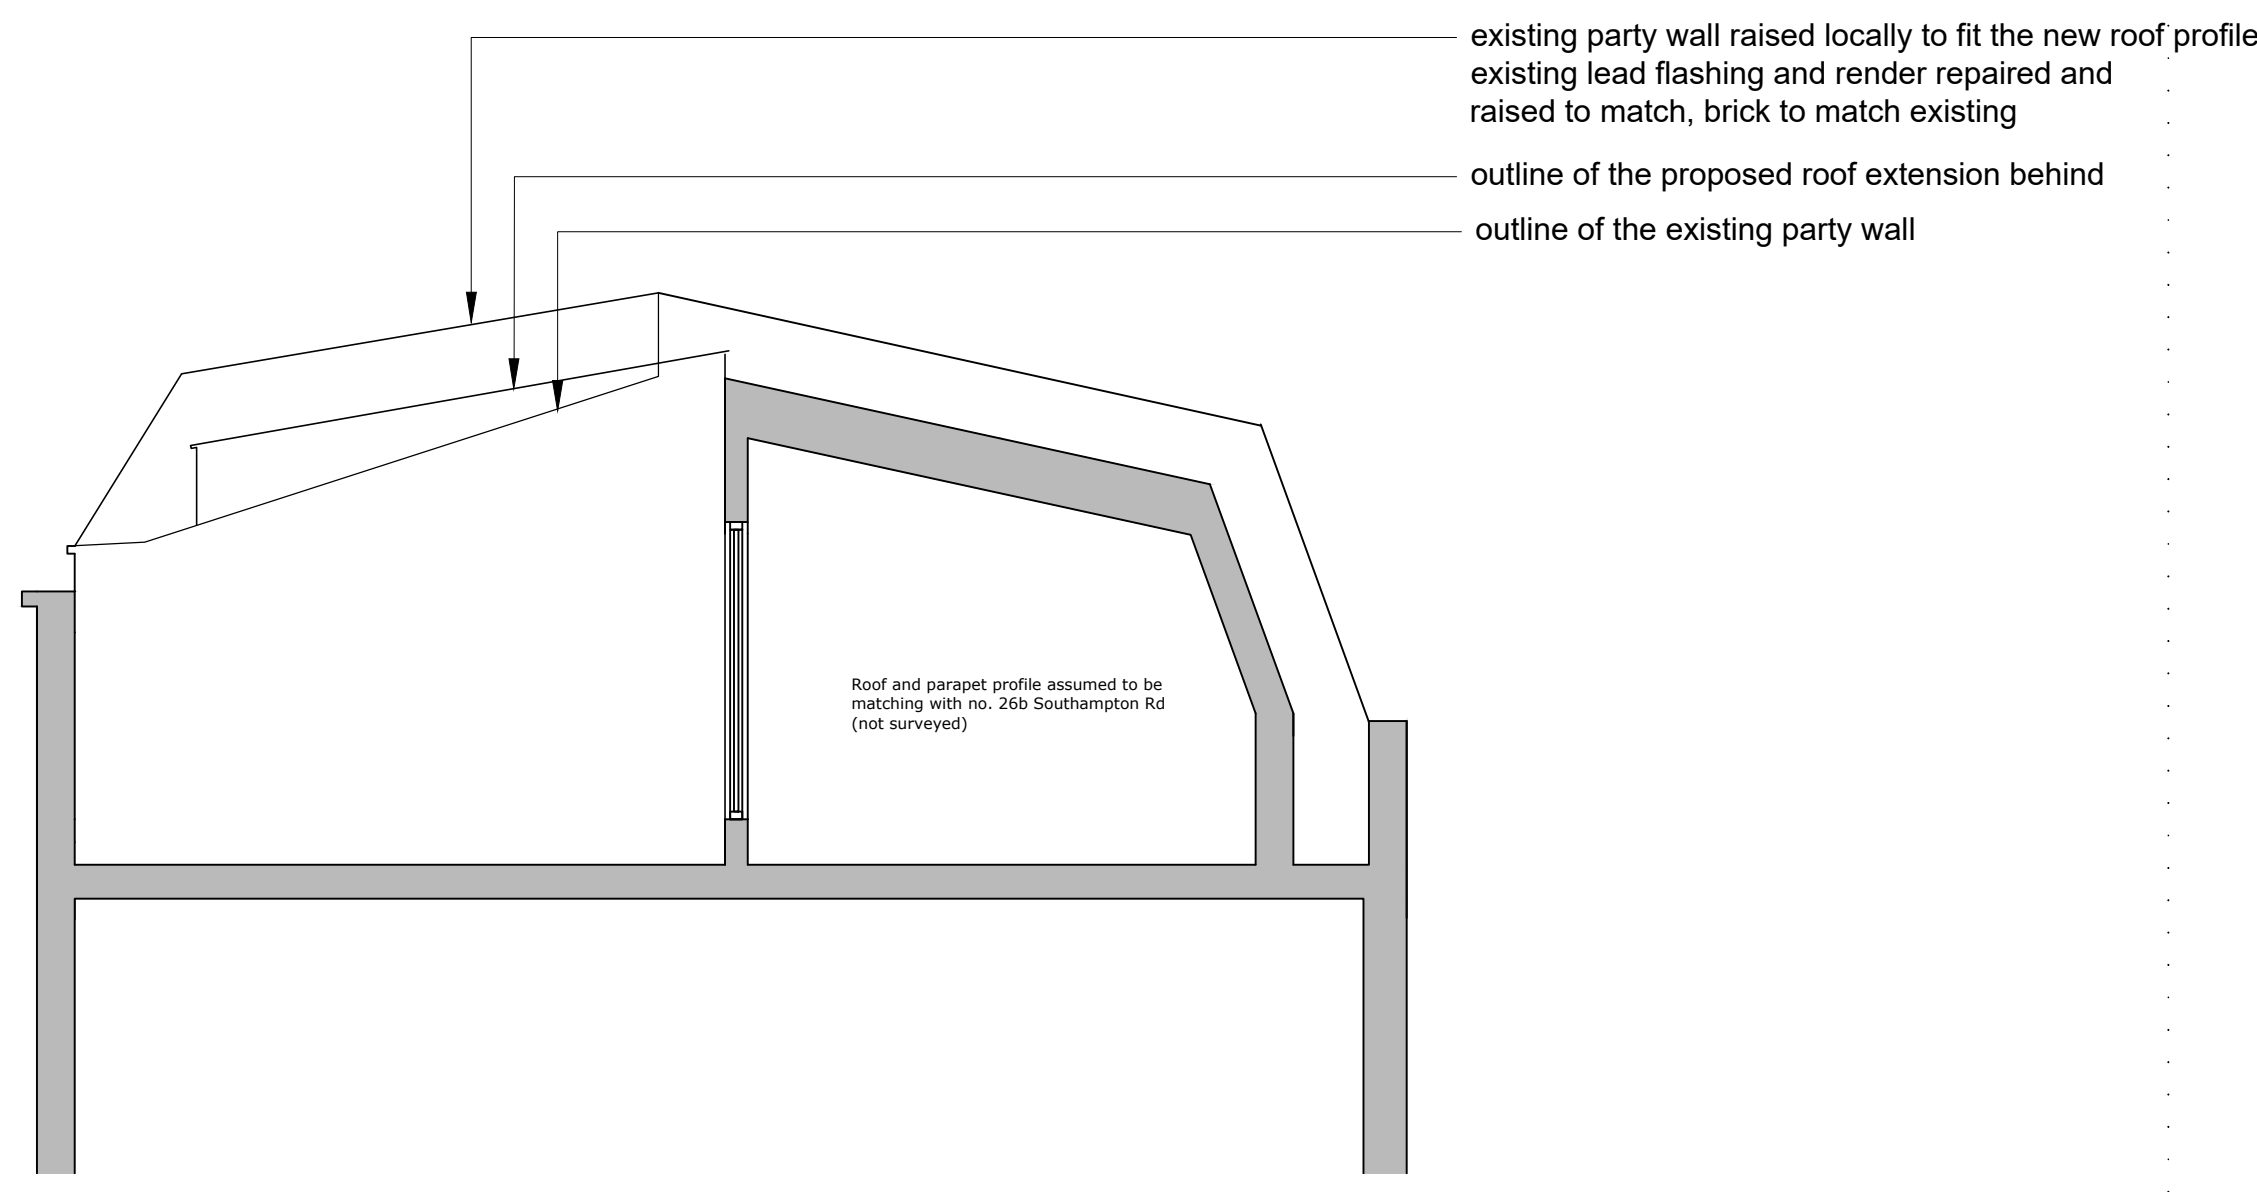 existing party wall raised locally to fit the new roof profile
existing lead flashing and render repaired and
raised to match, brick to match existing
outline of the proposed roof extension behind
outline of the existing party wall
Roof and parapet profile assumed to be
matching with no. 26b Southampton Rd
(not surveyed)